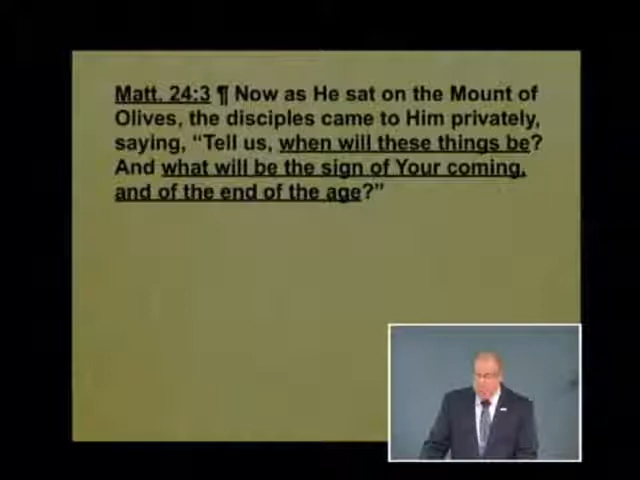 Matt. 24:3 ¶ Now as He sat on the Mount of
Olives, the disciples came to Him privately,
saying, “Tell us, when will these things be?
And what will be the sign of Your coming,
and of the end of the age?”